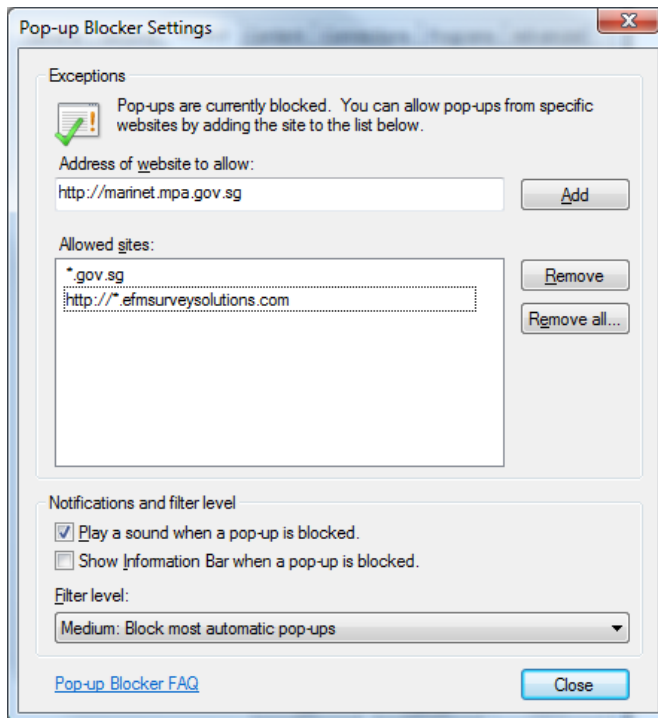 Pop-up Blocker Settings
Exceptions
Pop-ups are currently blocked. You can allow pop-ups from specific
websites by adding the site to the list below.
Address of website to allow:
http://marinet.mpa.gov.sg
Add
Allowed sites:
*.gov.sg
http://*.efmsurveysolutions.com
Remove
Remove all...
Notifications and filter level
Play a sound when a pop-up is blocked.
Show Information Bar when a pop-up is blocked.
Filter level:
Medium: Block most automatic pop-ups
Pop-up Blocker FAQ
Close